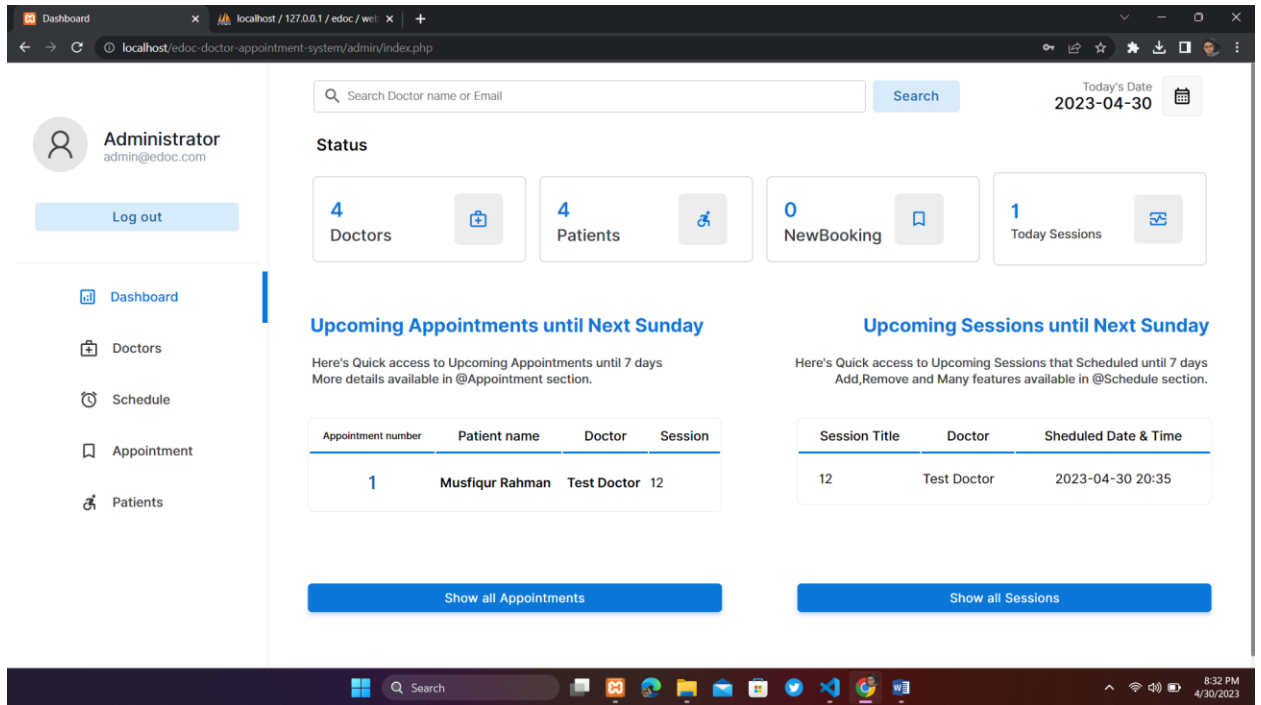 Dashboard
localhost / 127.0.0.1 / edoc / wel
localhost/edoc-doctor-appointment-system/admin/index.php
Administrator
admin@edoc.com
Log out
Dashboard
Doctors
Schedule
Appointment
Patients
Search Doctor name or Email
Search
Today's Date
2023-04-30
Status
4
Doctors
4
Patients
0
NewBooking
1
Today Sessions
Upcoming Appointments until Next Sunday
Here's Quick access to Upcoming Appointments until 7 days
More details available in @Appointment section.
Appointment number Patient name Doctor Session
1 Musfiqur Rahman Test Doctor 12
Show all Appointments
Upcoming Sessions until Next Sunday
Here's Quick access to Upcoming Sessions that Scheduled until 7 days
Add,Remove and Many features available in @Schedule section.
Session Title Doctor Sheduled Date & Time
12 Test Doctor 2023-04-30 20:35
Show all Sessions
Search
8:32 PM
4/30/2023